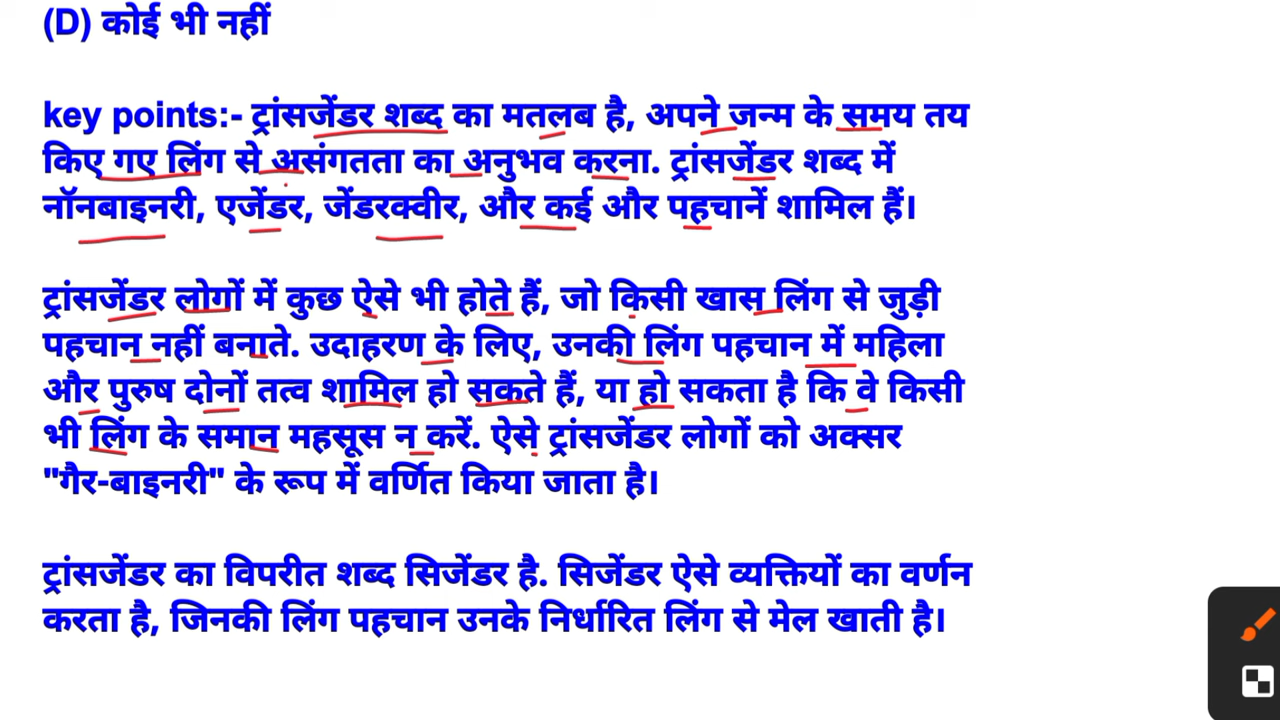 (D) कोई भी नहीं
key points:- ट्रांसजेंडर शब्द का मतलब है, अपने जन्म के समय तय
किए गए लिंग से असंगतता का अनुभव करना. ट्रांसजेंडर शब्द में
नॉनबाइनरी, एजेंडर, जेंडरक्वीर, और कई और पहचानें शामिल हैं।
ट्रांसजेंडर लोगों में कुछ ऐसे भी होते हैं, जो किसी खास लिंग से जुड़ी
पहचान नहीं बनाते. उदाहरण के लिए, उनकी लिंग पहचान में महिला
और पुरुष दोनों तत्व शामिल हो सकते हैं, या हो सकता है कि वे किसी
भी लिंग के समान महसूस न करें. ऐसे ट्रांसजेंडर लोगों को अक्सर
"गैर-बाइनरी" के रूप में वर्णित किया जाता है।
ट्रांसजेंडर का विपरीत शब्द सिजेंडर है. सिजेंडर ऐसे व्यक्तियों का वर्णन
करता है, जिनकी लिंग पहचान उनके निर्धारित लिंग से मेल खाती है।